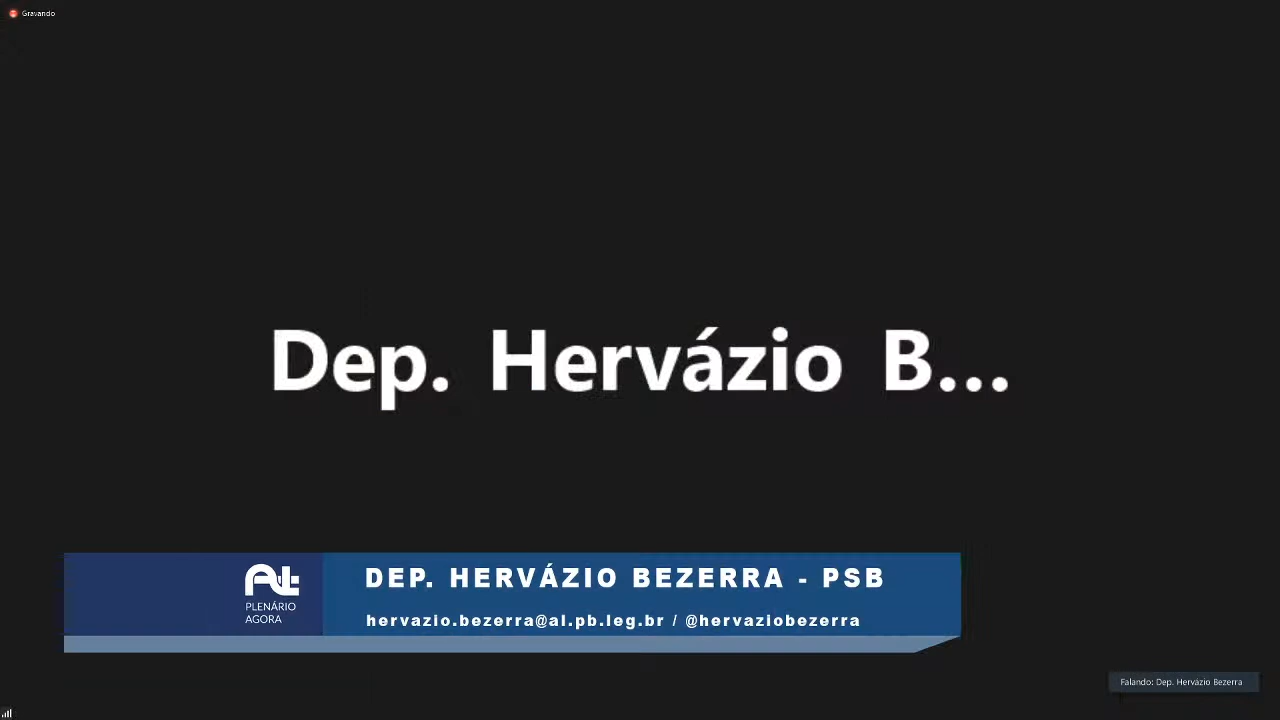 Gravando
Dep. Hervázio B...
DEP. HERVÁZIO BEZERRA - PSB
PLENÁRIO
AGORA
hervazio.bezerra@al.pb.leg.br / @hervaziobezerra
Falando: Dep. Hervázio Bezerra